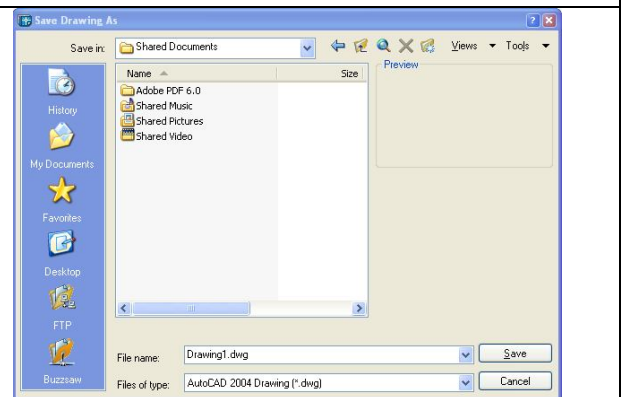 Save Drawing As
Save in: Shared Documents Views Tools
Name Size Preview
Adobe PDF 6.0
Shared Music
Shared Pictures
Shared Video
History
My Documents
Favorites
Desktop
FTP
Buzzsaw
File name: Drawing1.dwg Save
Files of type: AutoCAD 2004 Drawing (*.dwg) Cancel